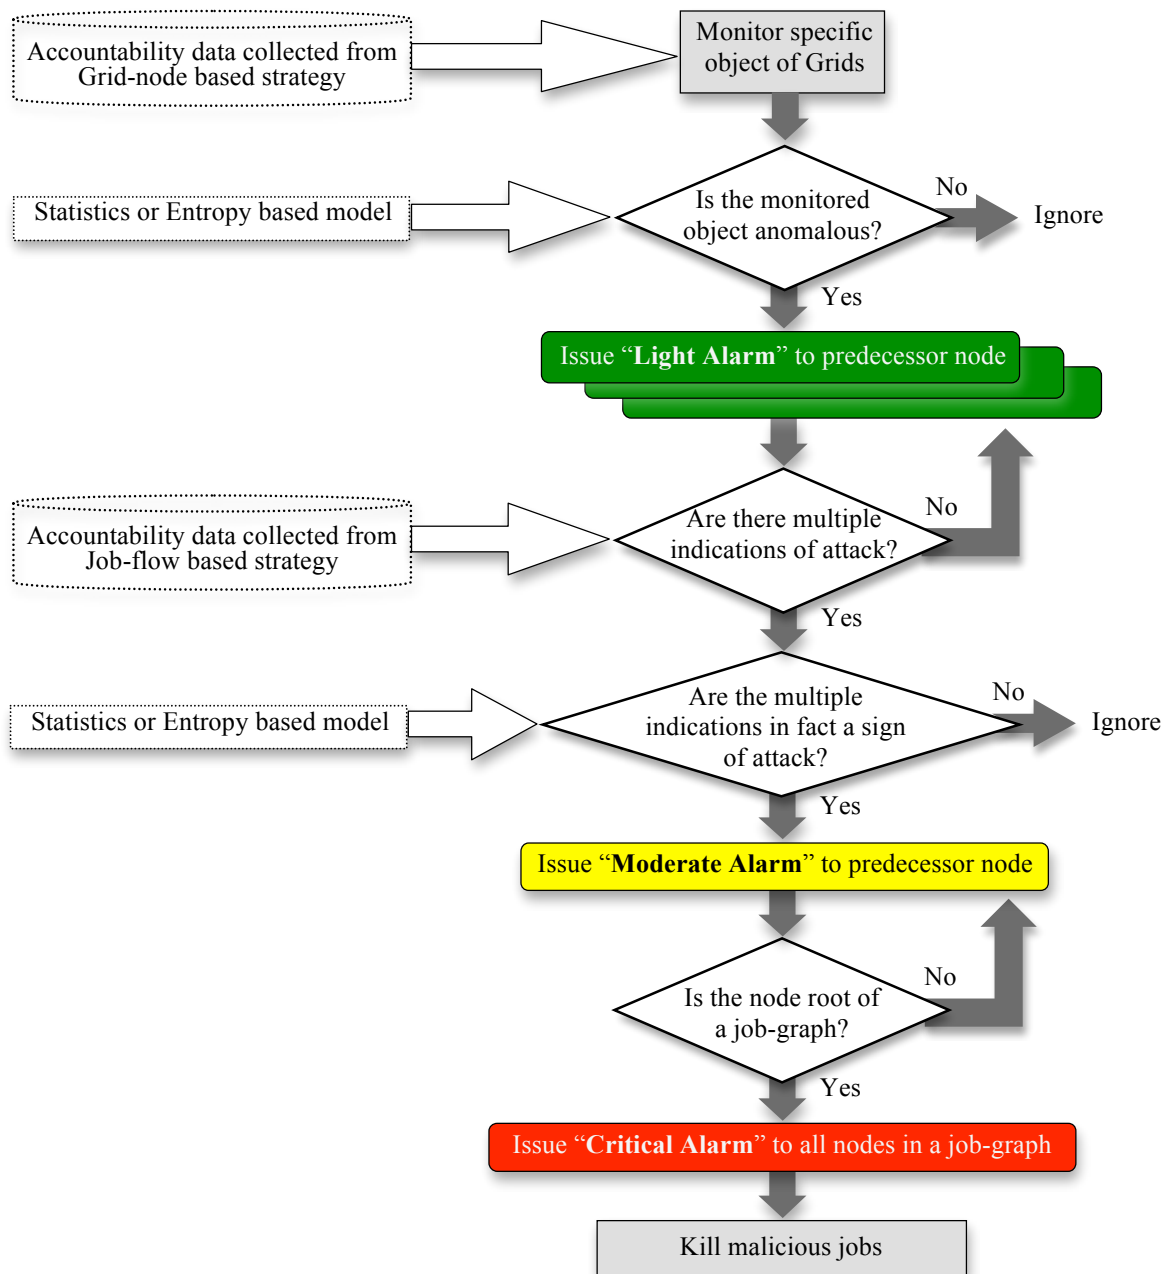 Accountability data collected from
Grid-node based strategy
Monitor specific
object of Grids
Statistics or Entropy based model
Is the monitored
object anomalous?
No
Ignore
Yes
Issue “Light Alarm” to predecessor node
Accountability data collected from
Job-flow based strategy
Are there multiple
indications of attack?
No
Yes
Statistics or Entropy based model
Are the multiple
indications in fact a sign
of attack?
No
Ignore
Yes
Issue “Moderate Alarm” to predecessor node
Is the node root of
a job-graph?
No
Yes
Issue “Critical Alarm” to all nodes in a job-graph
Kill malicious jobs